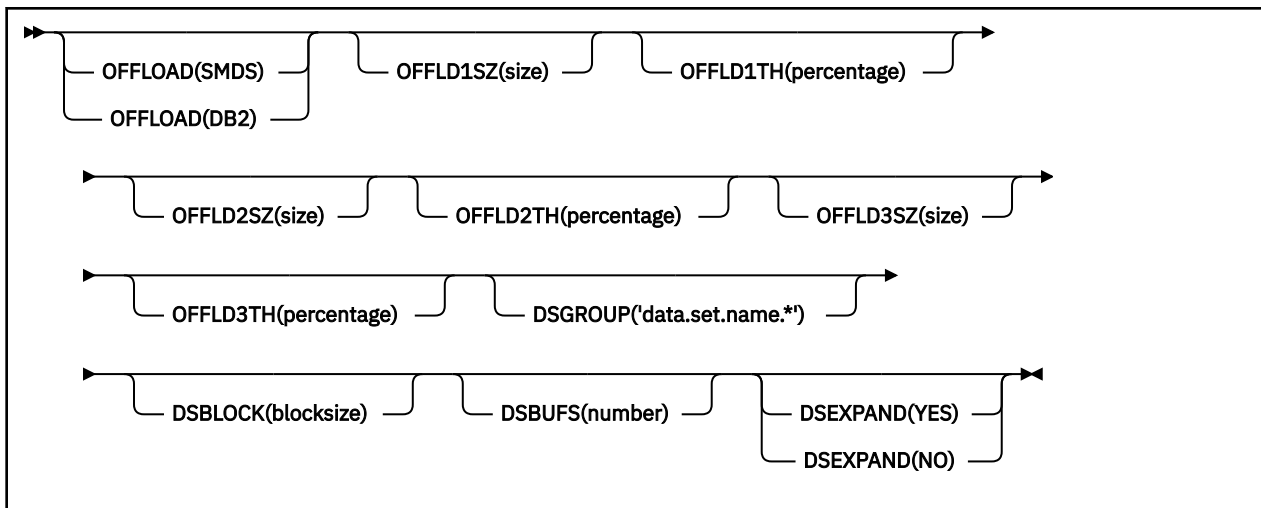 OFFLOAD(SMDS) OFFLD1SZ(size) OFFLD1TH(percentage)
OFFLOAD(DB2)
OFFLD2SZ(size) OFFLD2TH(percentage) OFFLD3SZ(size)
OFFLD3TH(percentage) DSGROUP('data.set.name.*')
DSBLOCK(blocksize) DSBUFS(number) DSEXPAND(YES)
DSEXPAND(NO)